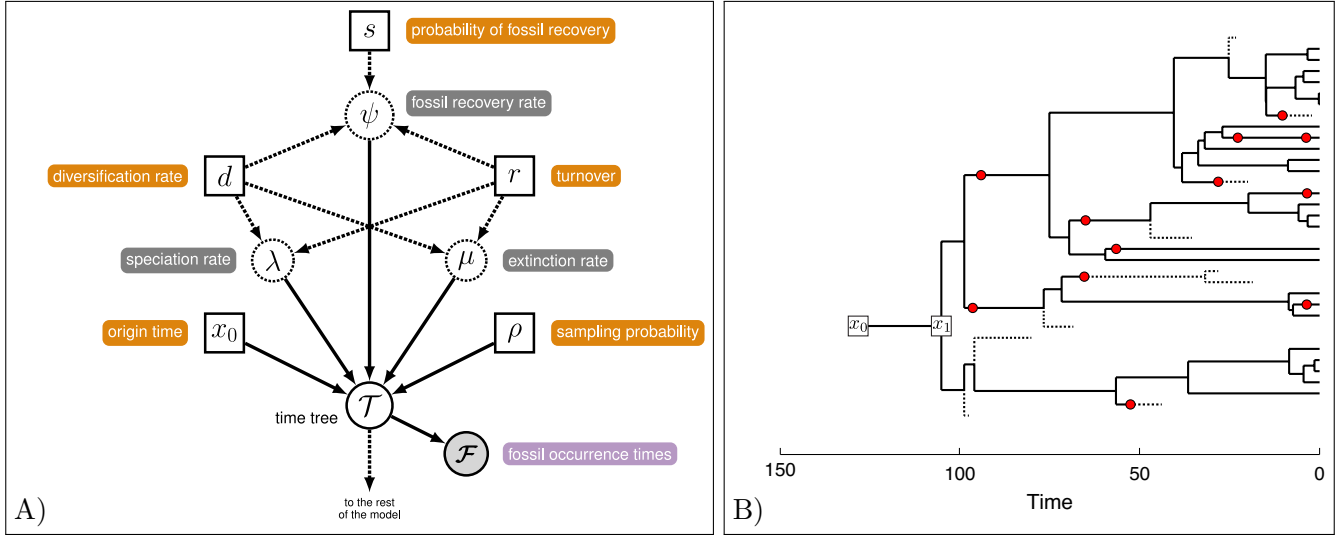 s
probability of fossil recovery
ψ
fossil recovery rate
diversification rate
d
r
turnover
speciation rate
λ
μ
extinction rate
origin time
x₀
ρ
sampling probability
time tree
𝒯
ℱ
fossil occurrence times
to the rest
of the model
A)
x₀
x₁
150
100
50
0
Time
B)